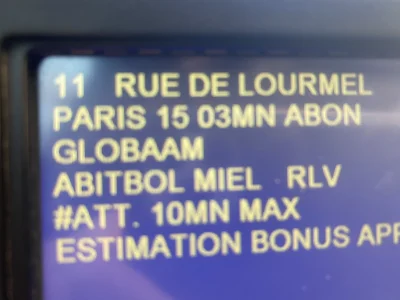 11 RUE DE LOURMEL
PARIS 15 03MN ABON
GLOBAAM
ABITBOL MIEL RLV
#ATT. 10MN MAX
ESTIMATION BONUS APP